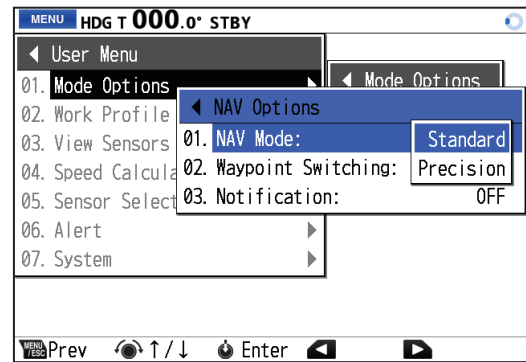 MENU HDG T 000.0° STBY
◀ User Menu
01. Mode Options ▶
◀ Mode Options
02. Work Profile
03. View Sensors
04. Speed Calcula
05. Sensor Select
06. Alert ▶
07. System ▶
◀ NAV Options
01. NAV Mode: Standard
02. Waypoint Switching: Precision
03. Notification: OFF
MENU/ESC Prev ↑/↓ Enter ◀ ▶